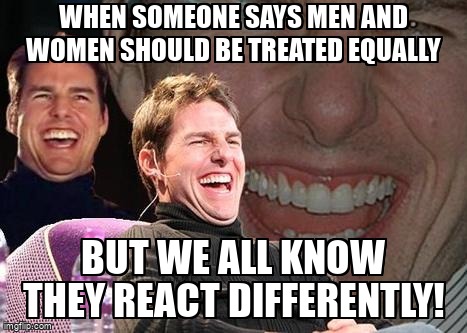 WHEN SOMEONE SAYS MEN AND
WOMEN SHOULD BE TREATED EQUALLY
BUT WE ALL KNOW
THEY REACT DIFFERENTLY!
imgflip.com